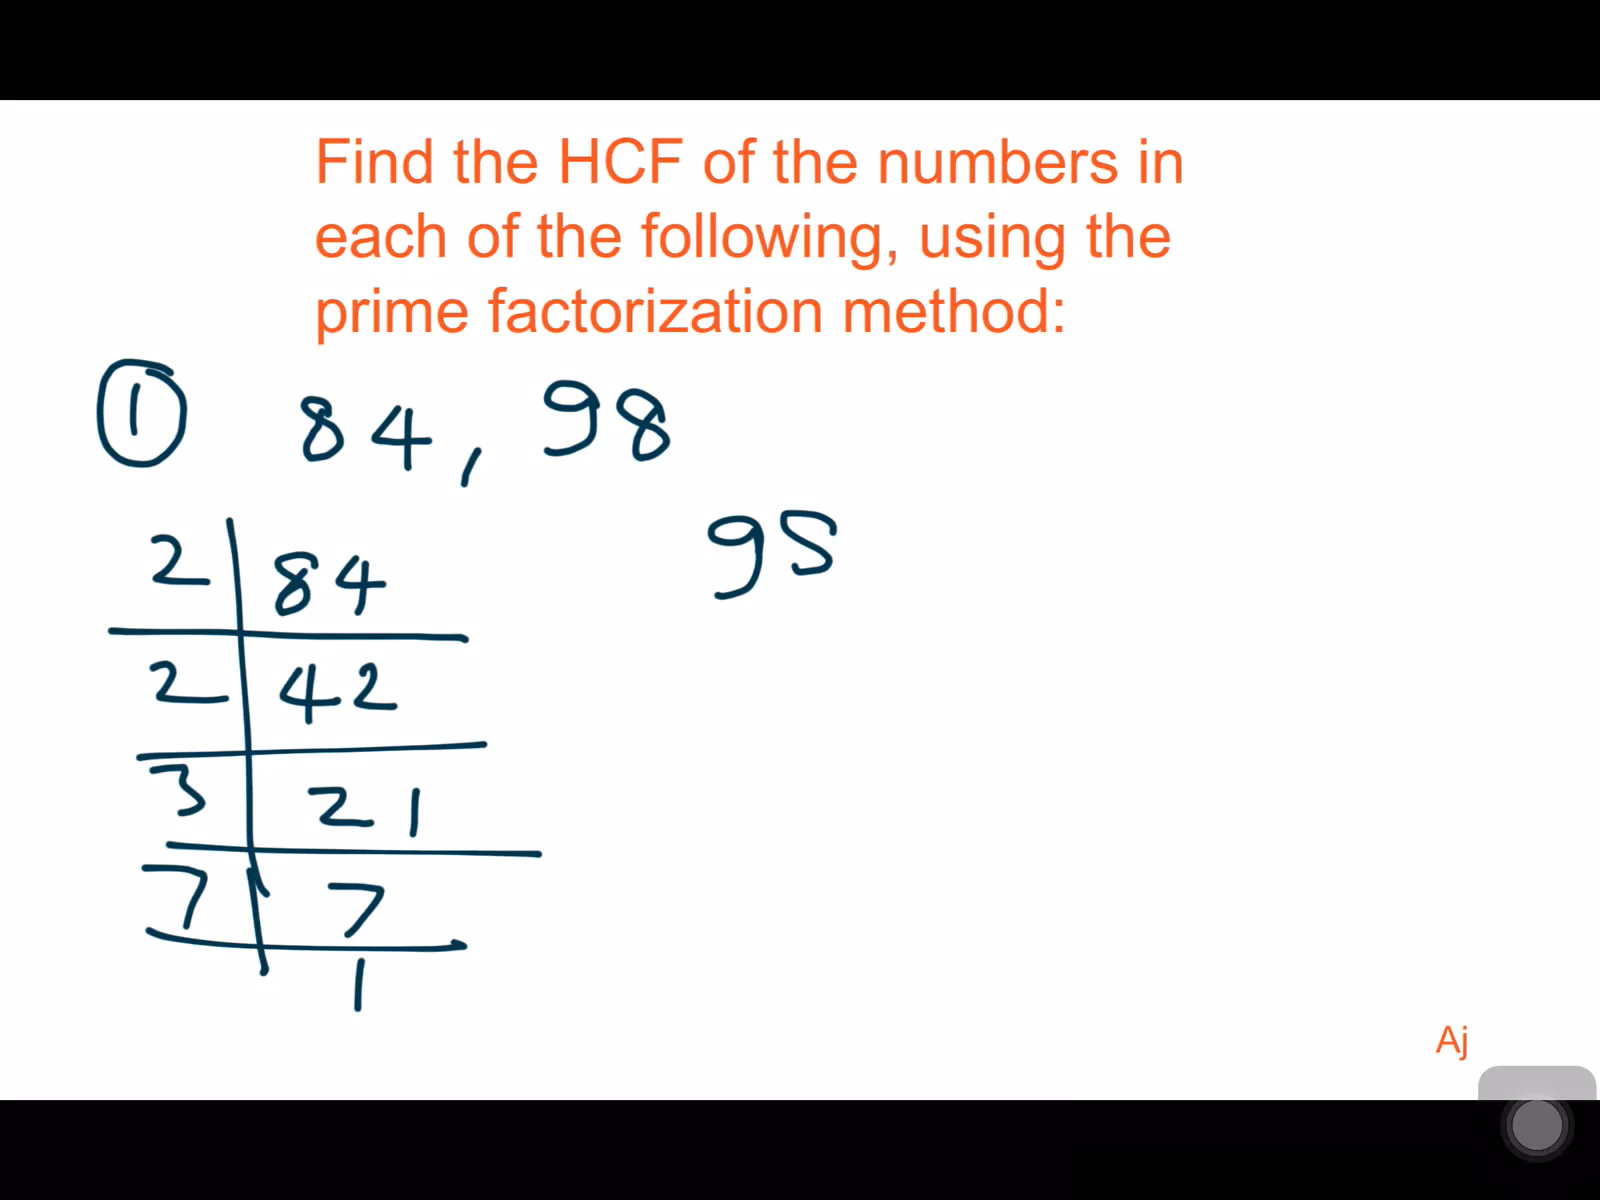 Find the HCF of the numbers in
each of the following, using the
prime factorization method:
1 84, 98
2 84
95
2 42
3 21
7 7
1
Aj